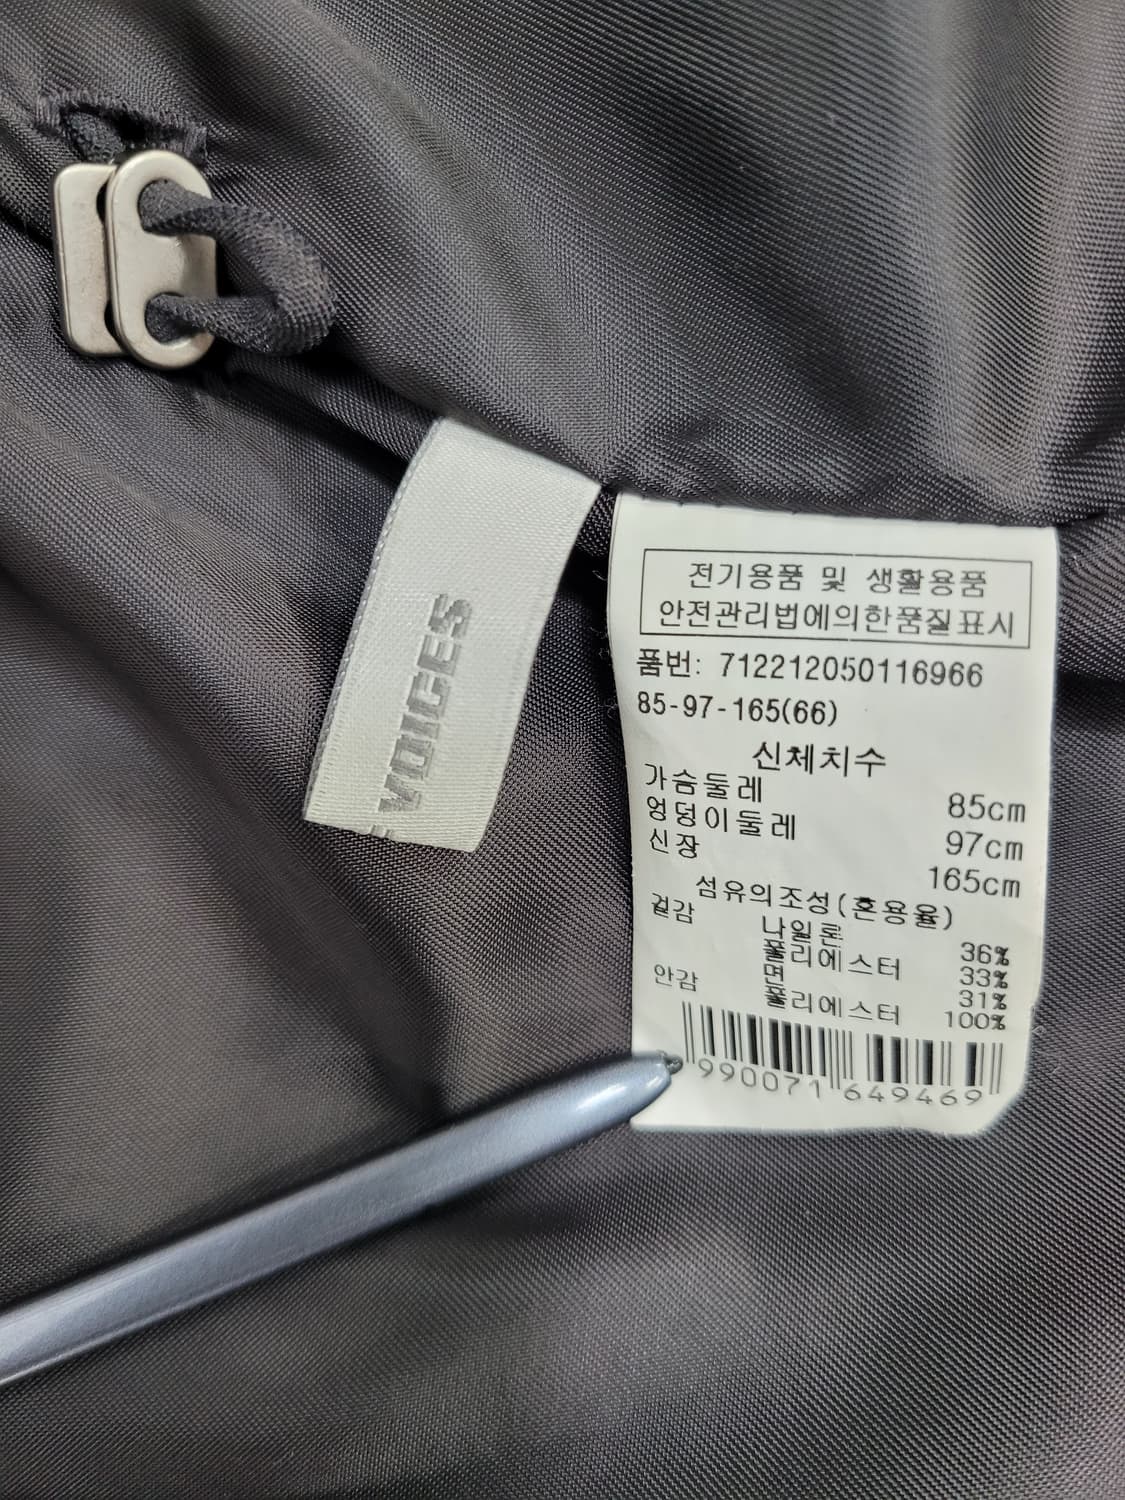 VOICES
전기용품 및 생활용품
안전관리법에의한품질표시
품번: 712212050116966
85-97-165(66)
신체치수
가슴둘레 85cm
엉덩이둘레 97cm
신장 165cm
섬유의조성(혼용율)
겉감 나일론 36%
폴리에스터 33%
면 31%
안감 폴리에스터 100%
990071 649469